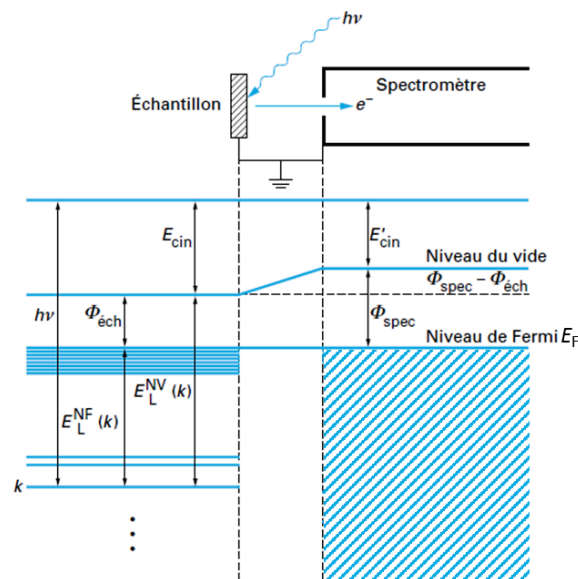 hν
Spectromètre
Échantillon
e⁻
E_cin
E'_cin
Niveau du vide
Φ_spec – Φ_éch
hν
Φ_éch
Φ_spec
Niveau de Fermi E_F
E_L^NV (k)
E_L^NF (k)
k